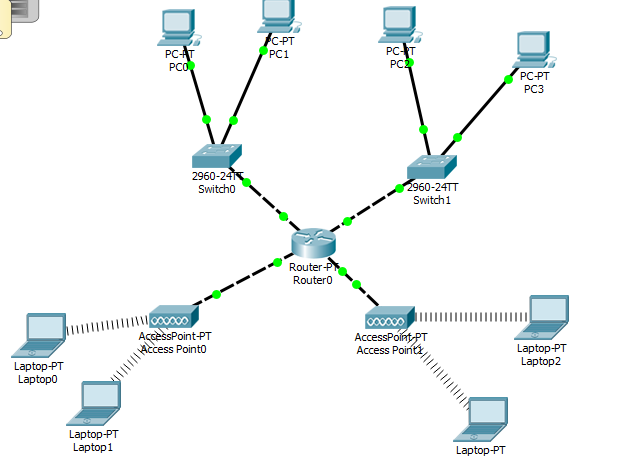 PC-PT
PC0
PC-PT
PC1
PC-PT
PC2
PC-PT
PC3
2960-24TT
Switch0
2960-24TT
Switch1
Router-PT
Router0
AccessPoint-PT
Access Point0
AccessPoint-PT
Access Point1
Laptop-PT
Laptop0
Laptop-PT
Laptop2
Laptop-PT
Laptop1
Laptop-PT